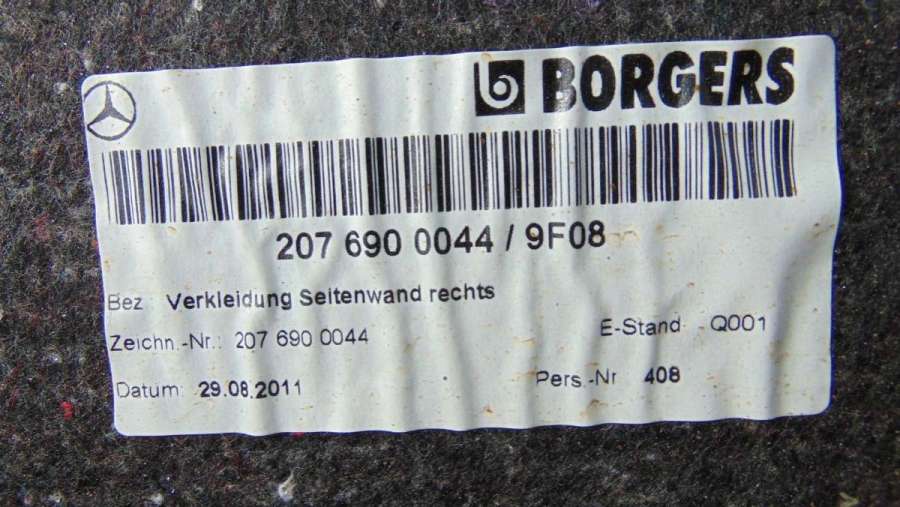 BORGERS
207 690 0044 / 9F08
Bez : Verkleidung Seitenwand rechts
Zeichn.-Nr.: 207 690 0044 E-Stand - Q001
Datum: 29.08.2011 Pers.-Nr 408